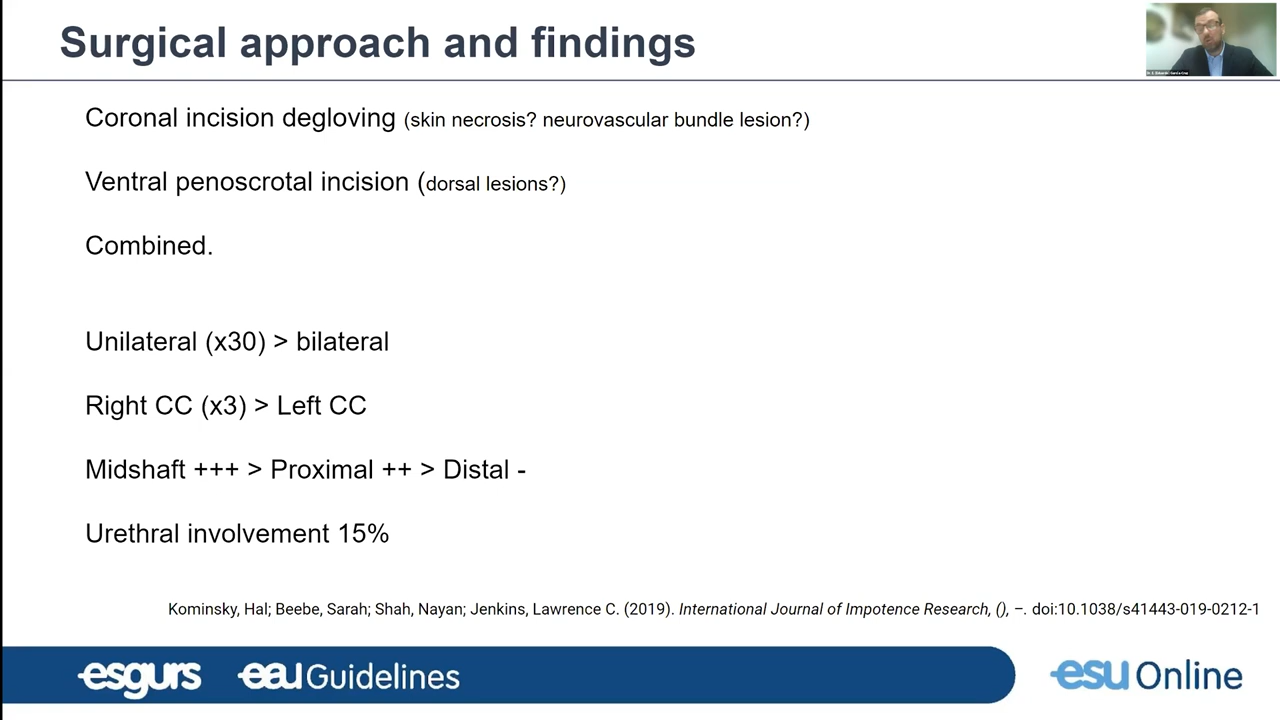 Surgical approach and findings
Coronal incision degloving (skin necrosis? neurovascular bundle lesion?)
Ventral penoscrotal incision (dorsal lesions?)
Combined.
Unilateral (x30) > bilateral
Right CC (x3) > Left CC
Midshaft +++ > Proximal ++ > Distal -
Urethral involvement 15%
Kominsky, Hal; Beebe, Sarah; Shah, Nayan; Jenkins, Lawrence C. (2019). International Journal of Impotence Research, (), –. doi:10.1038/s41443-019-0212-1
esgurs eau Guidelines esu Online